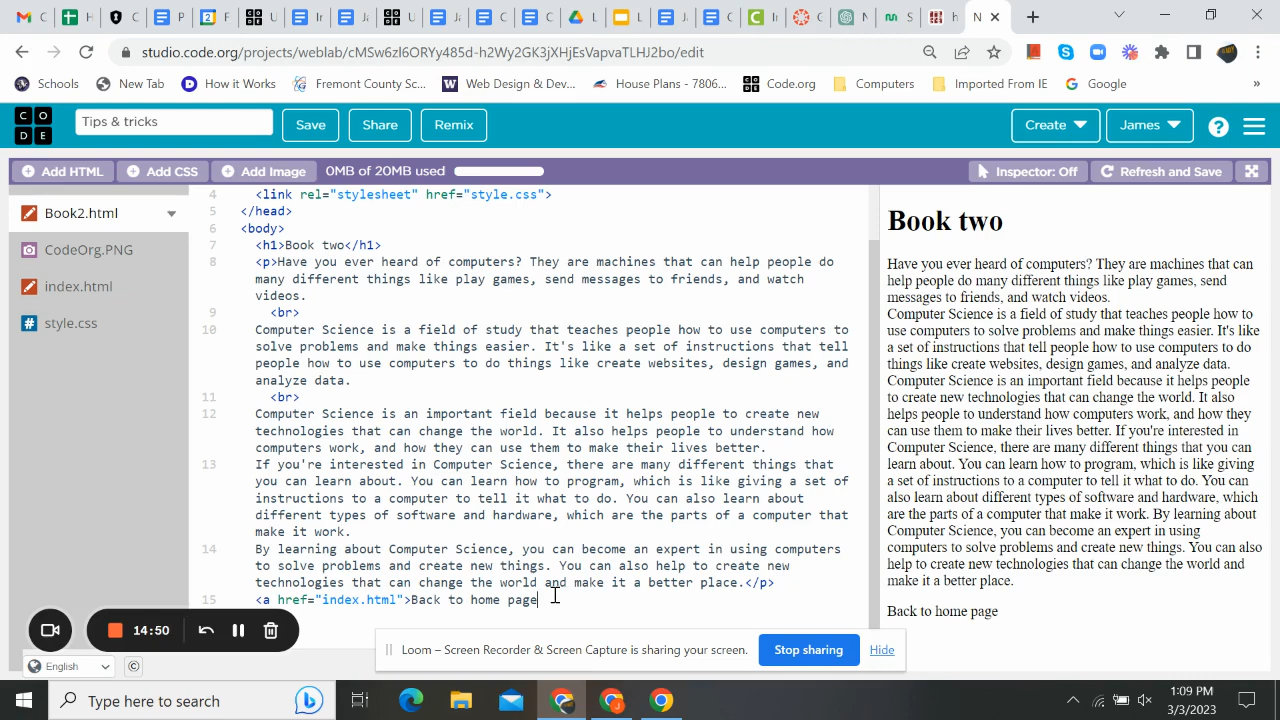 N
studio.code.org/projects/weblab/cMSw6zl6ORYv485d-h2Wy2GK3jXHjEsVapvaTLHJ2bo/edit
Schools New Tab How it Works Fremont County Sc... Web Design & Dev... House Plans - 7806... Code.org Computers Imported From IE Google »
CO
DE
Tips & tricks Save Share Remix Create James ?
Add HTML Add CSS Add Image 0MB of 20MB used Inspector: Off Refresh and Save
Book2.html
CodeOrg.PNG
index.html
style.css
4 <link rel="stylesheet" href="style.css">
5 </head>
6 <body>
7 <h1>Book two</h1>
8 <p>Have you ever heard of computers? They are machines that can help people do
many different things like play games, send messages to friends, and watch
videos.
9 <br>
10 Computer Science is a field of study that teaches people how to use computers to
solve problems and make things easier. It's like a set of instructions that tell
people how to use computers to do things like create websites, design games, and
analyze data.
11 <br>
12 Computer Science is an important field because it helps people to create new
technologies that can change the world. It also helps people to understand how
computers work, and how they can use them to make their lives better.
13 If you're interested in Computer Science, there are many different things that
you can learn about. You can learn how to program, which is like giving a set of
instructions to a computer to tell it what to do. You can also learn about
different types of software and hardware, which are the parts of a computer that
make it work.
14 By learning about Computer Science, you can become an expert in using computers
to solve problems and create new things. You can also help to create new
technologies that can change the world and make it a better place.</p>
15 <a href="index.html">Back to home page
Book two
Have you ever heard of computers? They are machines that can
help people do many different things like play games, send
messages to friends, and watch videos.
Computer Science is a field of study that teaches people how to
use computers to solve problems and make things easier. It's like
a set of instructions that tell people how to use computers to do
things like create websites, design games, and analyze data.
Computer Science is an important field because it helps people
to create new technologies that can change the world. It also
helps people to understand how computers work, and how they
can use them to make their lives better. If you're interested in
Computer Science, there are many different things that you can
learn about. You can learn how to program, which is like giving
a set of instructions to a computer to tell it what to do. You can
also learn about different types of software and hardware, which
are the parts of a computer that make it work. By learning about
Computer Science, you can become an expert in using
computers to solve problems and create new things. You can also
help to create new technologies that can change the world and
make it a better place.
Back to home page
14:50
Loom – Screen Recorder & Screen Capture is sharing your screen. Stop sharing Hide
English ©
Type here to search
1:09 PM
3/3/2023